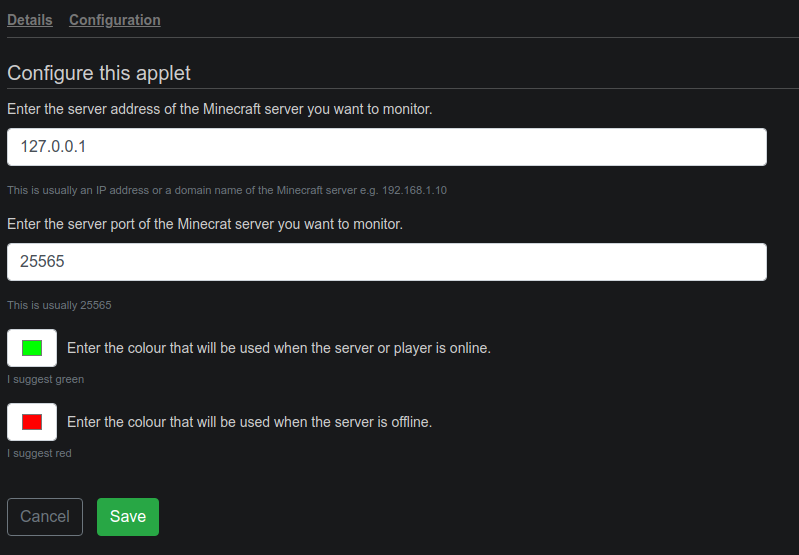 Details Configuration
Configure this applet
Enter the server address of the Minecraft server you want to monitor.
127.0.0.1
This is usually an IP address or a domain name of the Minecraft server e.g. 192.168.1.10
Enter the server port of the Minecrat server you want to monitor.
25565
This is usually 25565
Enter the colour that will be used when the server or player is online.
I suggest green
Enter the colour that will be used when the server is offline.
I suggest red
Cancel Save